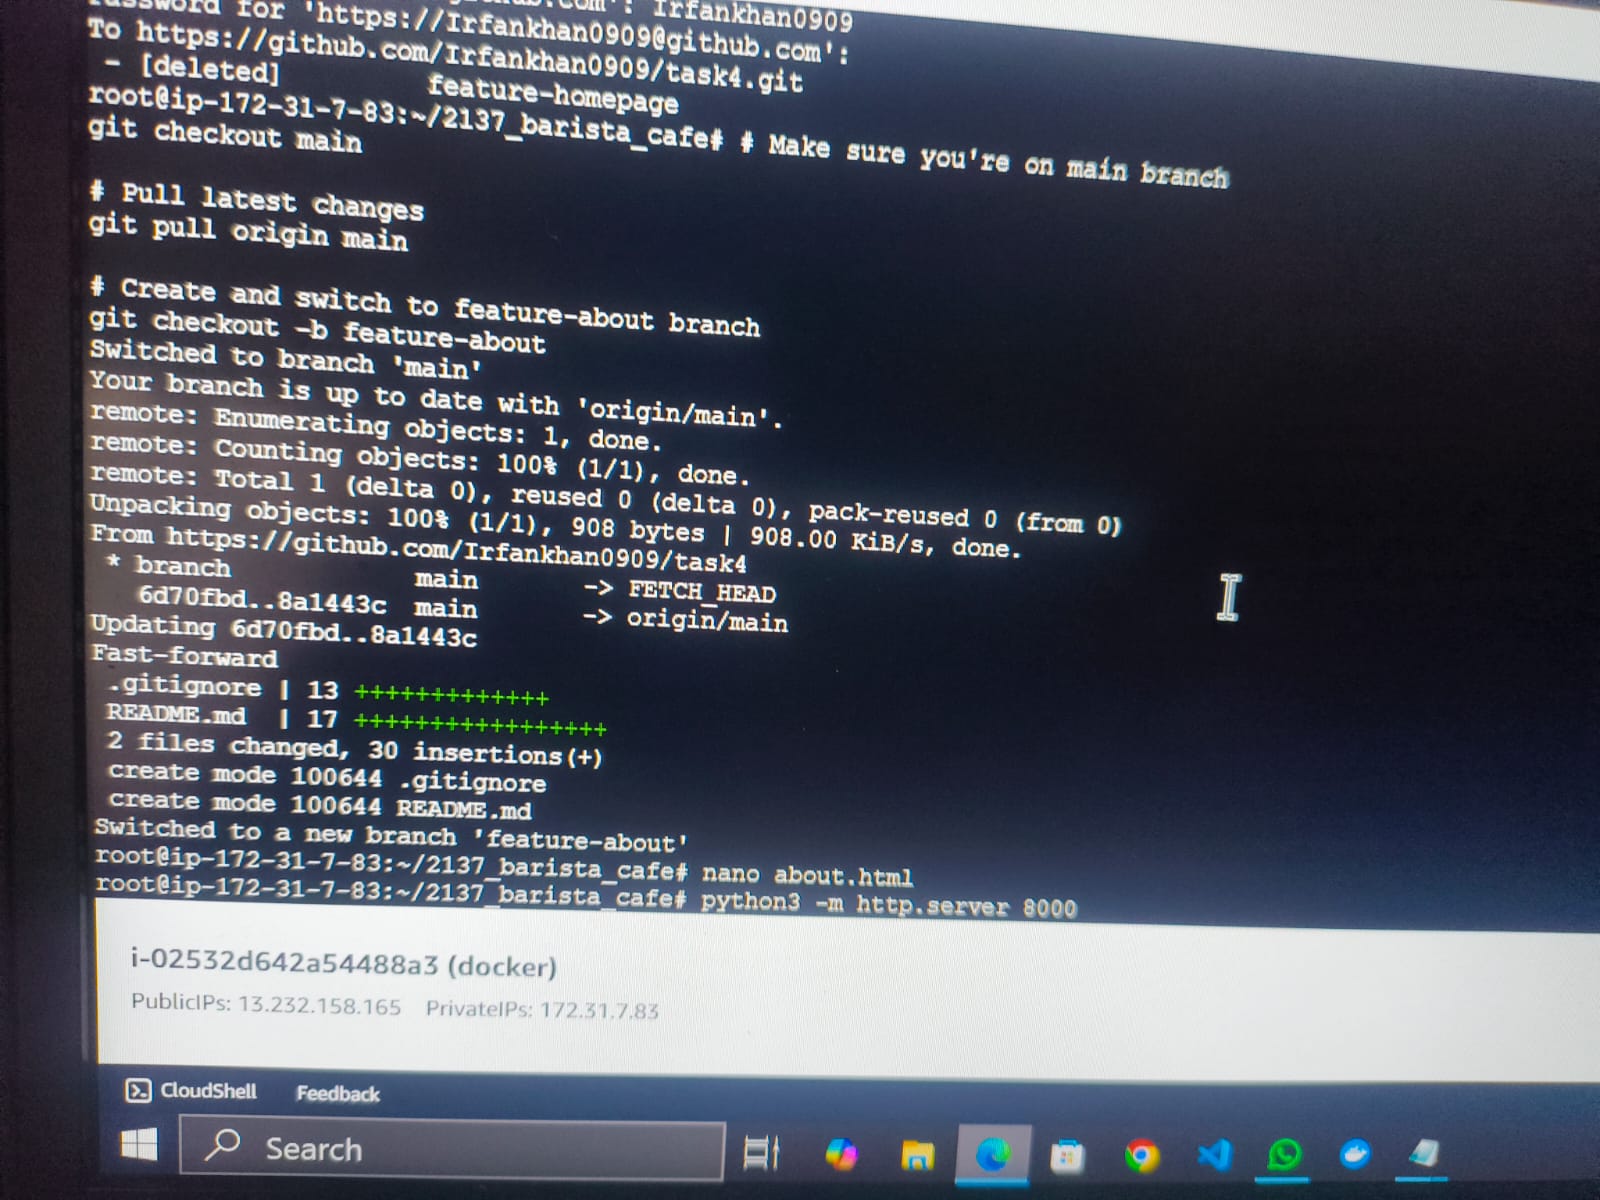 Password for 'https://Irfankhan0909@github.com':
Irfankhan0909
To https://github.com/Irfankhan0909/task4.git
- [deleted] feature-homepage
root@ip-172-31-7-83:~/2137_barista_cafe# # Make sure you're on main branch
git checkout main
# Pull latest changes
git pull origin main
# Create and switch to feature-about branch
git checkout -b feature-about
Switched to branch 'main'
Your branch is up to date with 'origin/main'.
remote: Enumerating objects: 1, done.
remote: Counting objects: 100% (1/1), done.
remote: Total 1 (delta 0), reused 0 (delta 0), pack-reused 0 (from 0)
Unpacking objects: 100% (1/1), 908 bytes | 908.00 KiB/s, done.
From https://github.com/Irfankhan0909/task4
* branch main -> FETCH_HEAD
6d70fbd..8a1443c main -> origin/main
Updating 6d70fbd..8a1443c
Fast-forward
.gitignore | 13 +++++++++++++
README.md | 17 +++++++++++++++++
2 files changed, 30 insertions(+)
create mode 100644 .gitignore
create mode 100644 README.md
Switched to a new branch 'feature-about'
root@ip-172-31-7-83:~/2137_barista_cafe# nano about.html
root@ip-172-31-7-83:~/2137_barista_cafe# python3 -m http.server 8000
i-02532d642a54488a3 (docker)
PublicIPs: 13.232.158.165 PrivateIPs: 172.31.7.83
CloudShell Feedback
Search